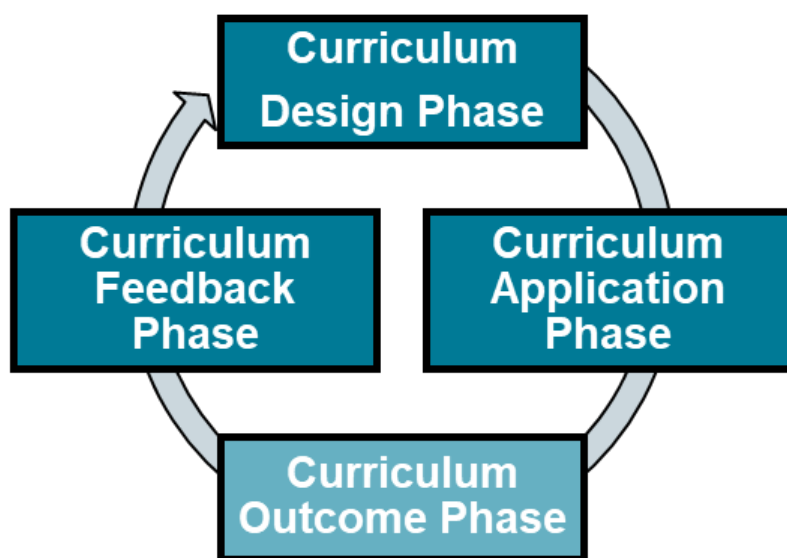 Curriculum
Design Phase
Curriculum
Feedback
Phase
Curriculum
Application
Phase
Curriculum
Outcome Phase